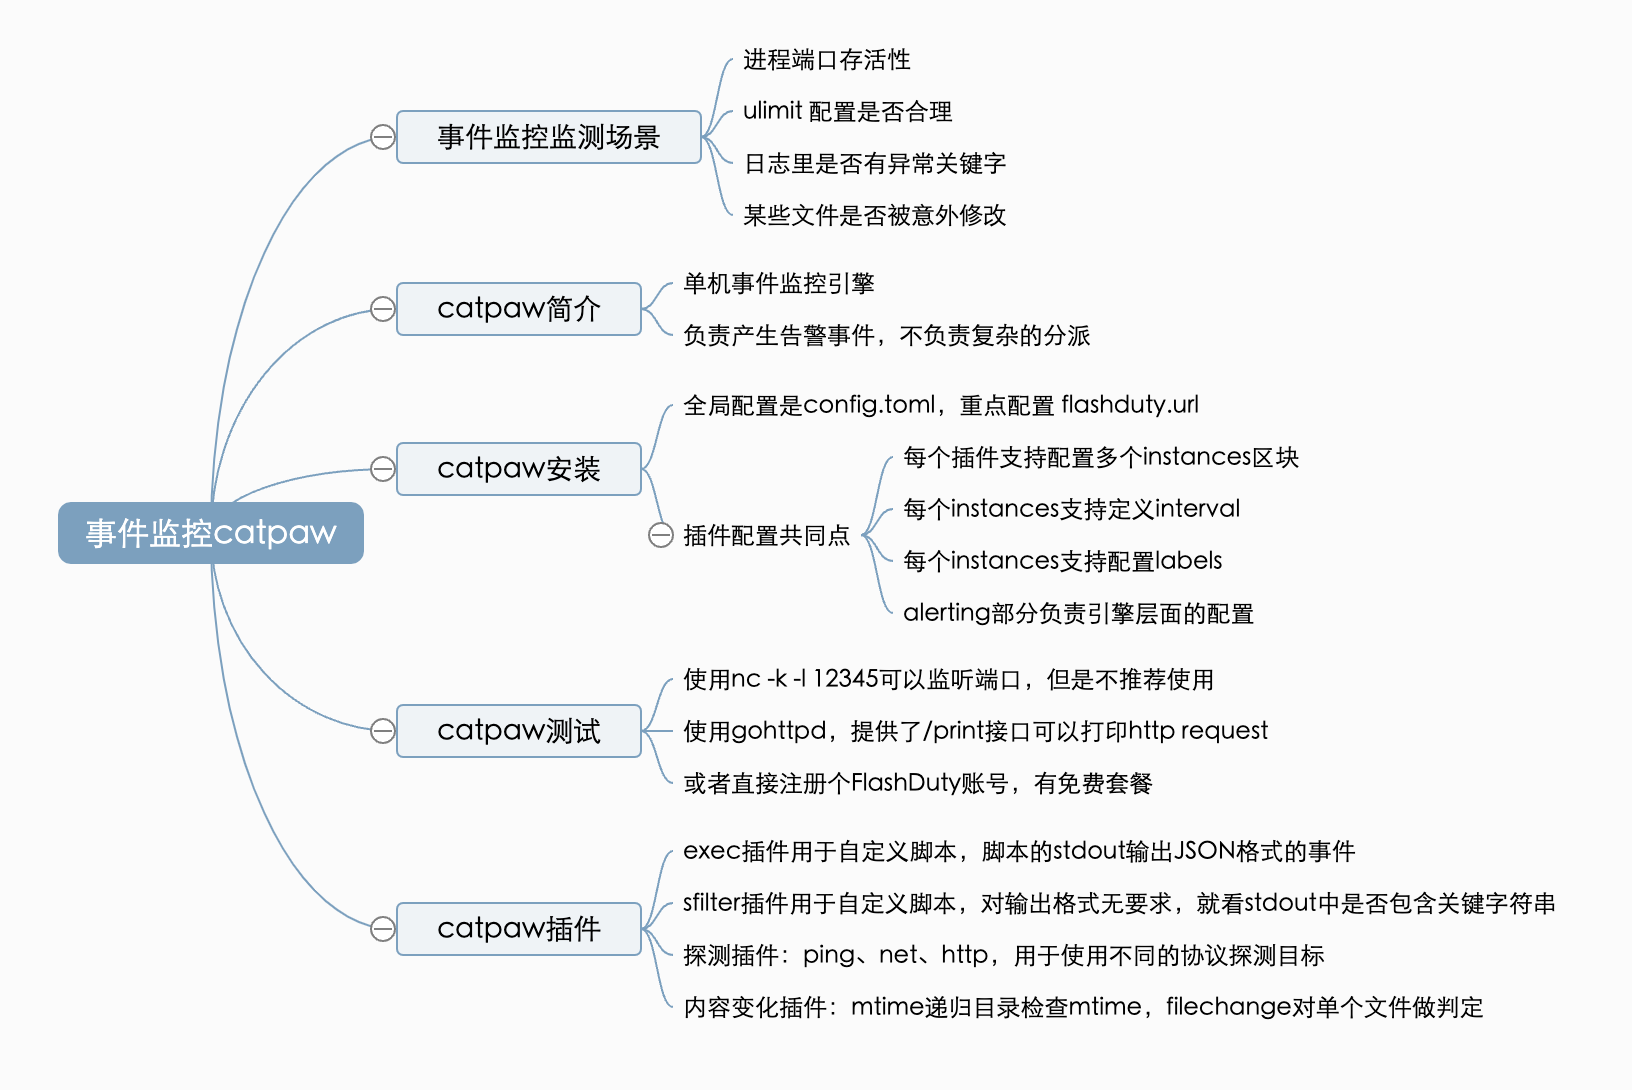 事件监控catpaw
事件监控监测场景
进程端口存活性
ulimit 配置是否合理
日志里是否有异常关键字
某些文件是否被意外修改
catpaw简介
单机事件监控引擎
负责产生告警事件，不负责复杂的分派
catpaw安装
全局配置是config.toml，重点配置 flashduty.url
插件配置共同点
每个插件支持配置多个instances区块
每个instances支持定义interval
每个instances支持配置labels
alerting部分负责引擎层面的配置
catpaw测试
使用nc -k -l 12345可以监听端口，但是不推荐使用
使用gohttpd，提供了/print接口可以打印http request
或者直接注册个FlashDuty账号，有免费套餐
catpaw插件
exec插件用于自定义脚本，脚本的stdout输出JSON格式的事件
sfilter插件用于自定义脚本，对输出格式无要求，就看stdout中是否包含关键字符串
探测插件：ping、net、http，用于使用不同的协议探测目标
内容变化插件：mtime递归目录检查mtime，filechange对单个文件做判定